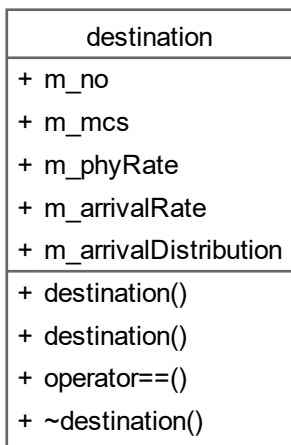 destination
+ m_no
+ m_mcs
+ m_phyRate
+ m_arrivalRate
+ m_arrivalDistribution
+ destination()
+ destination()
+ operator==()
+ ~destination()